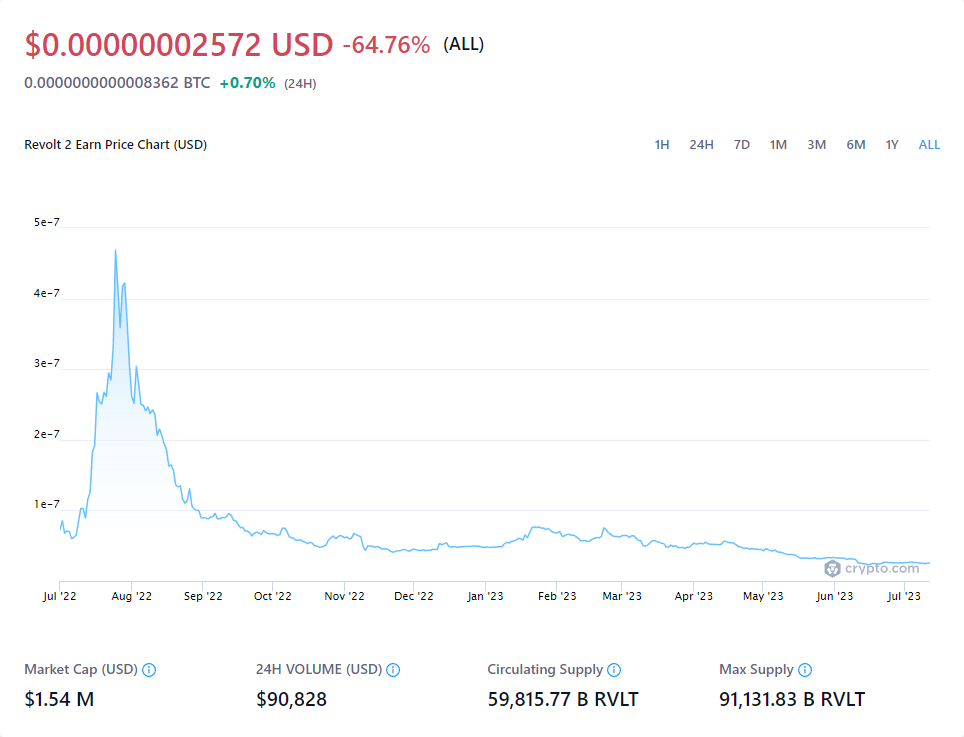 $0.00000002572 USD -64.76% (ALL)
0.0000000000008362 BTC +0.70% (24H)
Revolt 2 Earn Price Chart (USD) 1H 24H 7D 1M 3M 6M 1Y ALL
5e-7
4e-7
3e-7
2e-7
1e-7
crypto.com
Jul '22 Aug '22 Sep '22 Oct '22 Nov '22 Dec '22 Jan '23 Feb '23 Mar '23 Apr '23 May '23 Jun '23 Jul '23
Market Cap (USD) 24H VOLUME (USD) Circulating Supply Max Supply
$1.54 M $90,828 59,815.77 B RVLT 91,131.83 B RVLT